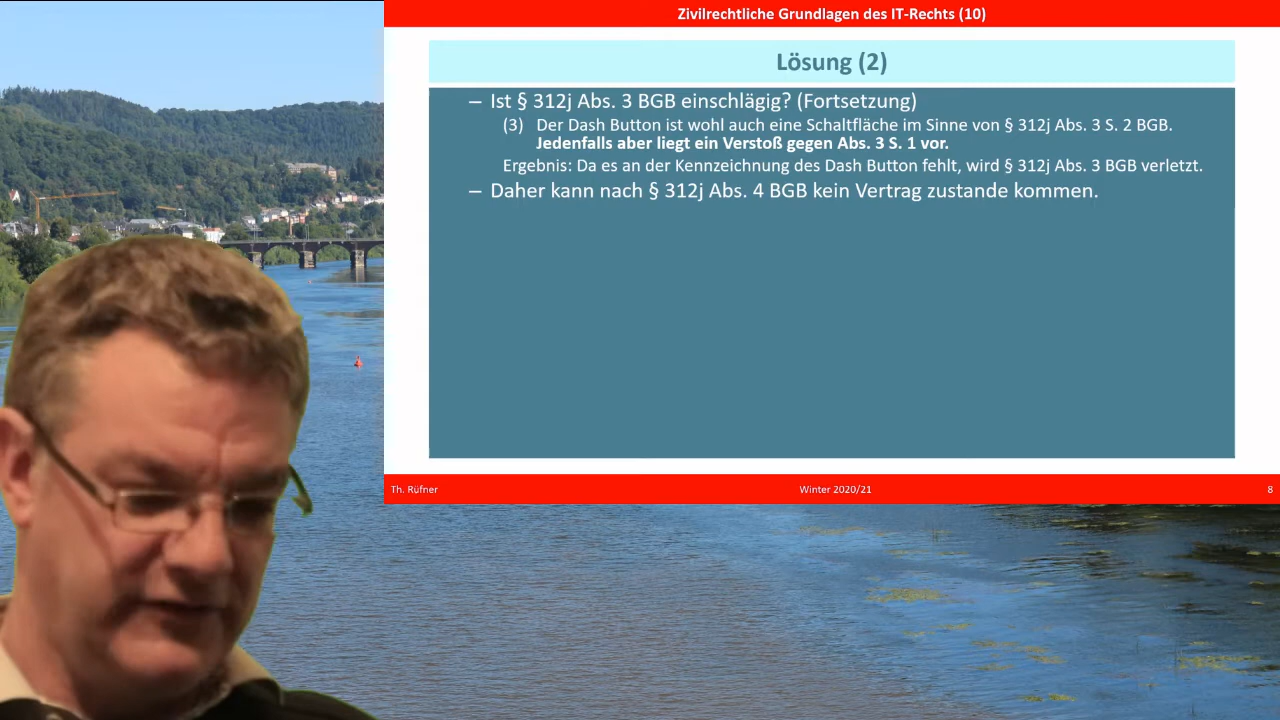 Zivilrechtliche Grundlagen des IT-Rechts (10)
Lösung (2)
– Ist § 312j Abs. 3 BGB einschlägig? (Fortsetzung)
(3) Der Dash Button ist wohl auch eine Schaltfläche im Sinne von § 312j Abs. 3 S. 2 BGB.
Jedenfalls aber liegt ein Verstoß gegen Abs. 3 S. 1 vor.
Ergebnis: Da es an der Kennzeichnung des Dash Button fehlt, wird § 312j Abs. 3 BGB verletzt.
– Daher kann nach § 312j Abs. 4 BGB kein Vertrag zustande kommen.
Th. Rüfner Winter 2020/21 8